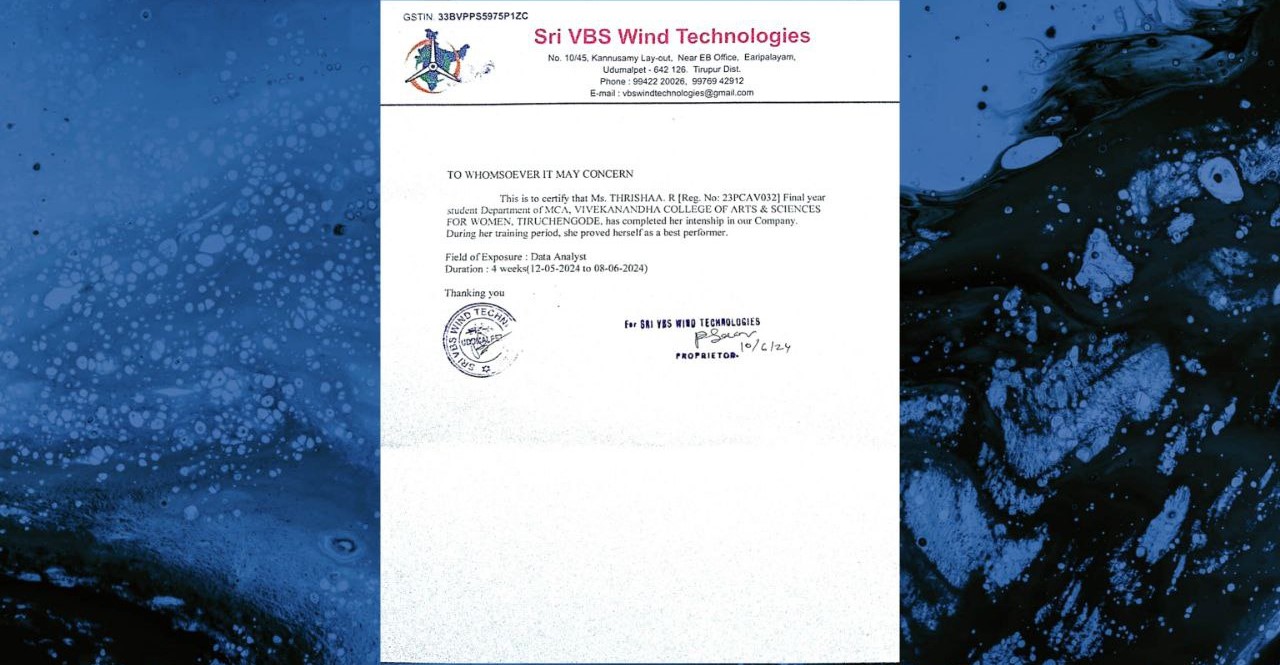 GSTIN 33BVPPS5975P1ZC
Sri VBS Wind Technologies
No. 10/45, Kannusamy Lay-out, Near EB Office, Earipalayam,
Udumalpet - 642 126. Tirupur Dist.
Phone : 99422 20026, 99769 42912
E-mail : vbswindtechnologies@gmail.com
TO WHOMSOEVER IT MAY CONCERN
This is to certify that Ms. THRISHAA. R [Reg. No: 23PCAV032] Final year
student Department of MCA, VIVEKANANDHA COLLEGE OF ARTS & SCIENCES
FOR WOMEN, TIRUCHENGODE, has completed her intenship in our Company.
During her training period, she proved herself as a best performer.
Field of Exposure : Data Analyst
Duration : 4 weeks(12-05-2024 to 08-06-2024)
Thanking you
SRI VBS WIND TECHN
For SRI VBS WIND TECHNOLOGIES
10/6/24
PROPRIETOR.